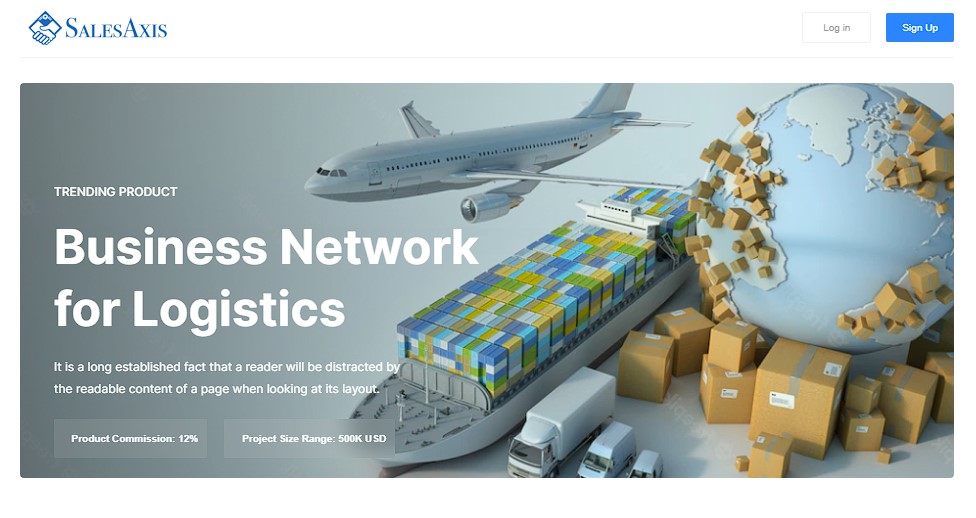 SALESAXIS
Log in
Sign Up
TRENDING PRODUCT
Business Network
for Logistics
It is a long established fact that a reader will be distracted by
the readable content of a page when looking at its layout.
Product Commission: 12%
Project Size Range: 500K USD